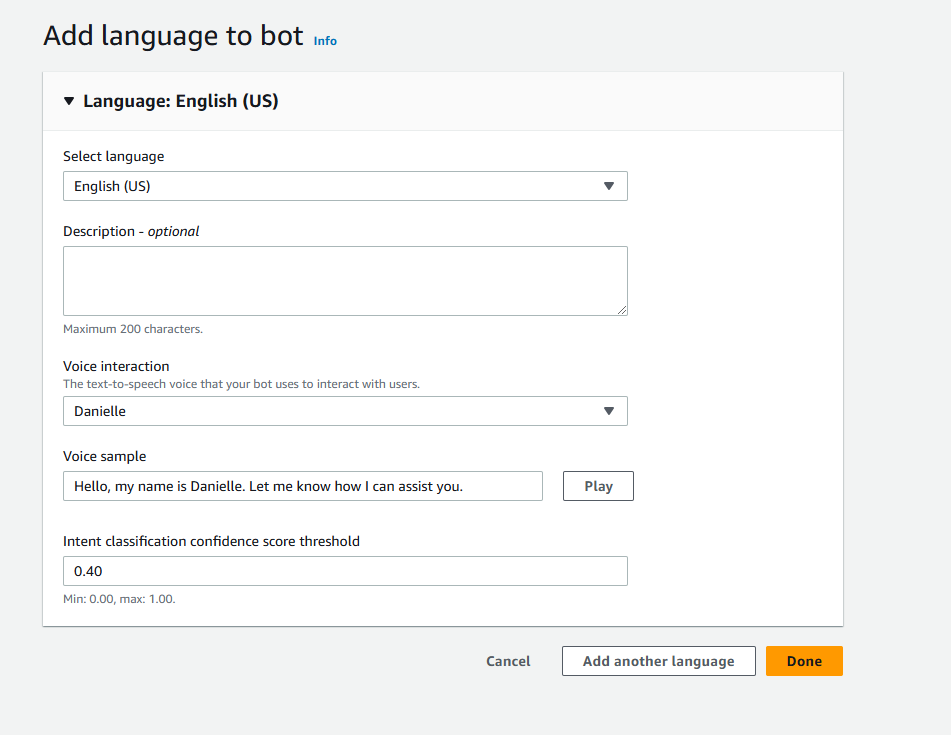 Add language to bot Info
Language: English (US)
Select language
English (US)
Description - optional
Maximum 200 characters.
Voice interaction
The text-to-speech voice that your bot uses to interact with users.
Danielle
Voice sample
Hello, my name is Danielle. Let me know how I can assist you.
Play
Intent classification confidence score threshold
0.40
Min: 0.00, max: 1.00.
Cancel
Add another language
Done